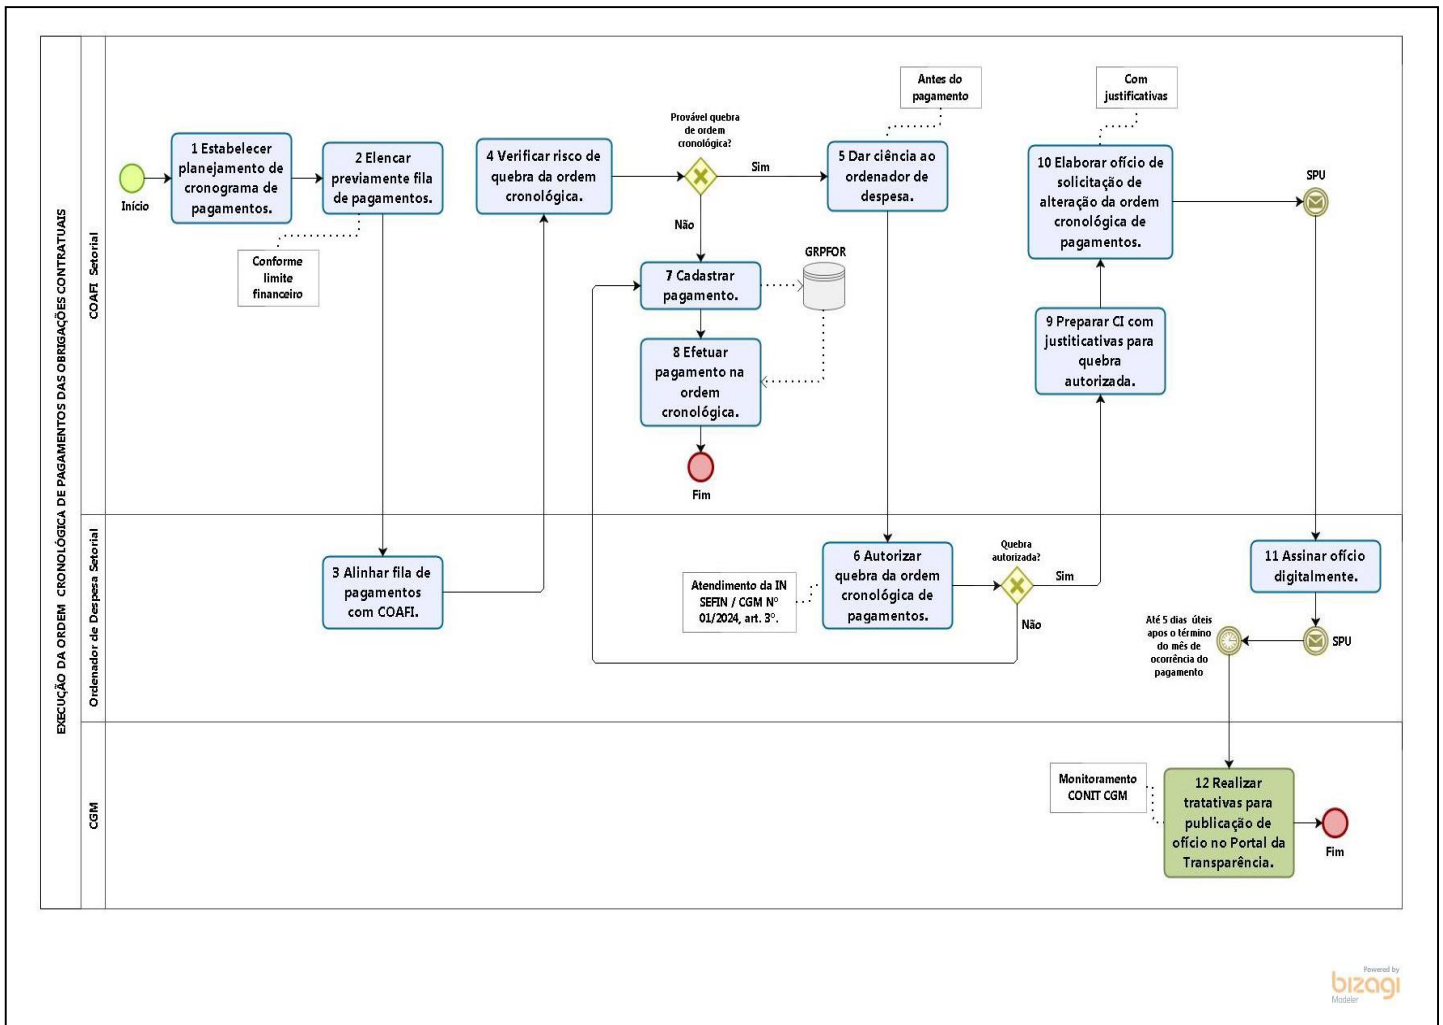 EXECUÇÃO DA ORDEM CRONOLÓGICA DE PAGAMENTOS DAS OBRIGAÇÕES CONTRATUAIS
COAFI Setorial
Início
1 Estabelecer
planejamento de
cronograma de
pagamentos.
2 Elencar
previamente fila
de pagamentos.
Conforme
limite
financeiro
4 Verificar risco de
quebra da ordem
cronológica.
Provável quebra
de ordem
cronológica?
Sim
Não
5 Dar ciência ao
ordenador de
despesa.
Antes do
pagamento
7 Cadastrar
pagamento.
GRPFOR
8 Efetuar
pagamento na
ordem
cronológica.
Fim
Com
justificativas
10 Elaborar ofício de
solicitação de
alteração da ordem
cronológica de
pagamentos.
SPU
9 Preparar CI com
justiticativas para
quebra
autorizada.
Ordenador de Despesa Setorial
3 Alinhar fila de
pagamentos
com COAFI.
Atendimento da IN
SEFIN / CGM Nº
01/2024, art. 3º.
6 Autorizar
quebra da ordem
cronológica de
pagamentos.
Quebra
autorizada?
Sim
Não
11 Assinar ofício
digitalmente.
SPU
Até 5 dias úteis
apos o término
do mês de
ocorrência do
pagamento
CGM
Monitoramento
CONIT CGM
12 Realizar
tratativas para
publicação de
ofício no Portal da
Transparência.
Fim
Powered by
bizagi
Modeler